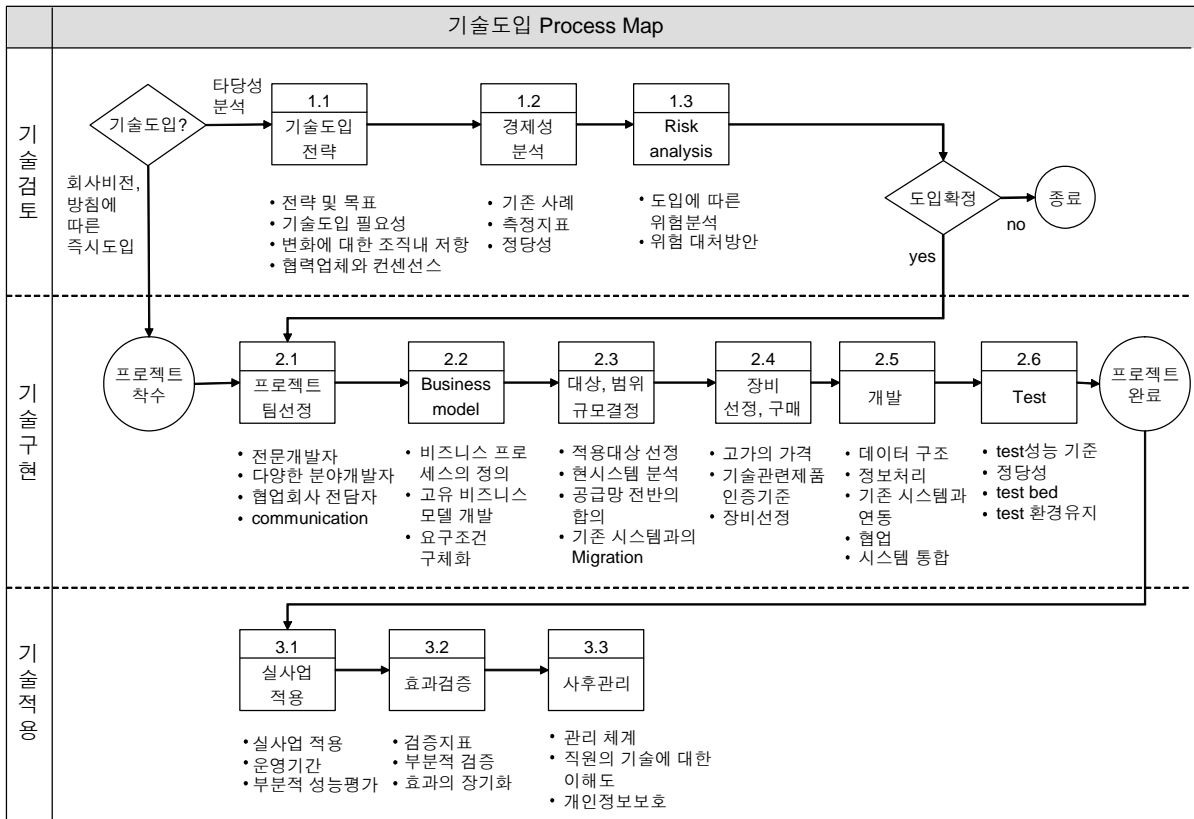 기술도입 Process Map
기술검토
기술도입?
타당성
분석
회사비전,
방침에
따른
즉시도입
1.1
기술도입
전략
• 전략 및 목표
• 기술도입 필요성
• 변화에 대한 조직내 저항
• 협력업체와 컨센선스
1.2
경제성
분석
• 기존 사례
• 측정지표
• 정당성
1.3
Risk
analysis
• 도입에 따른
위험분석
• 위험 대처방안
도입확정
no
종료
yes
기술구현
프로젝트
착수
2.1
프로젝트
팀선정
• 전문개발자
• 다양한 분야개발자
• 협업회사 전담자
• communication
2.2
Business
model
• 비즈니스 프로
세스의 정의
• 고유 비즈니스
모델 개발
• 요구조건
구체화
2.3
대상, 범위
규모결정
• 적용대상 선정
• 현시스템 분석
• 공급망 전반의
합의
• 기존 시스템과의
Migration
2.4
장비
선정, 구매
• 고가의 가격
• 기술관련제품
인증기준
• 장비선정
2.5
개발
• 데이터 구조
• 정보처리
• 기존 시스템과
연동
• 협업
• 시스템 통합
2.6
Test
• test성능 기준
• 정당성
• test bed
• test 환경유지
프로젝트
완료
기술적용
3.1
실사업
적용
• 실사업 적용
• 운영기간
• 부분적 성능평가
3.2
효과검증
• 검증지표
• 부분적 검증
• 효과의 장기화
3.3
사후관리
• 관리 체계
• 직원의 기술에 대한
이해도
• 개인정보보호